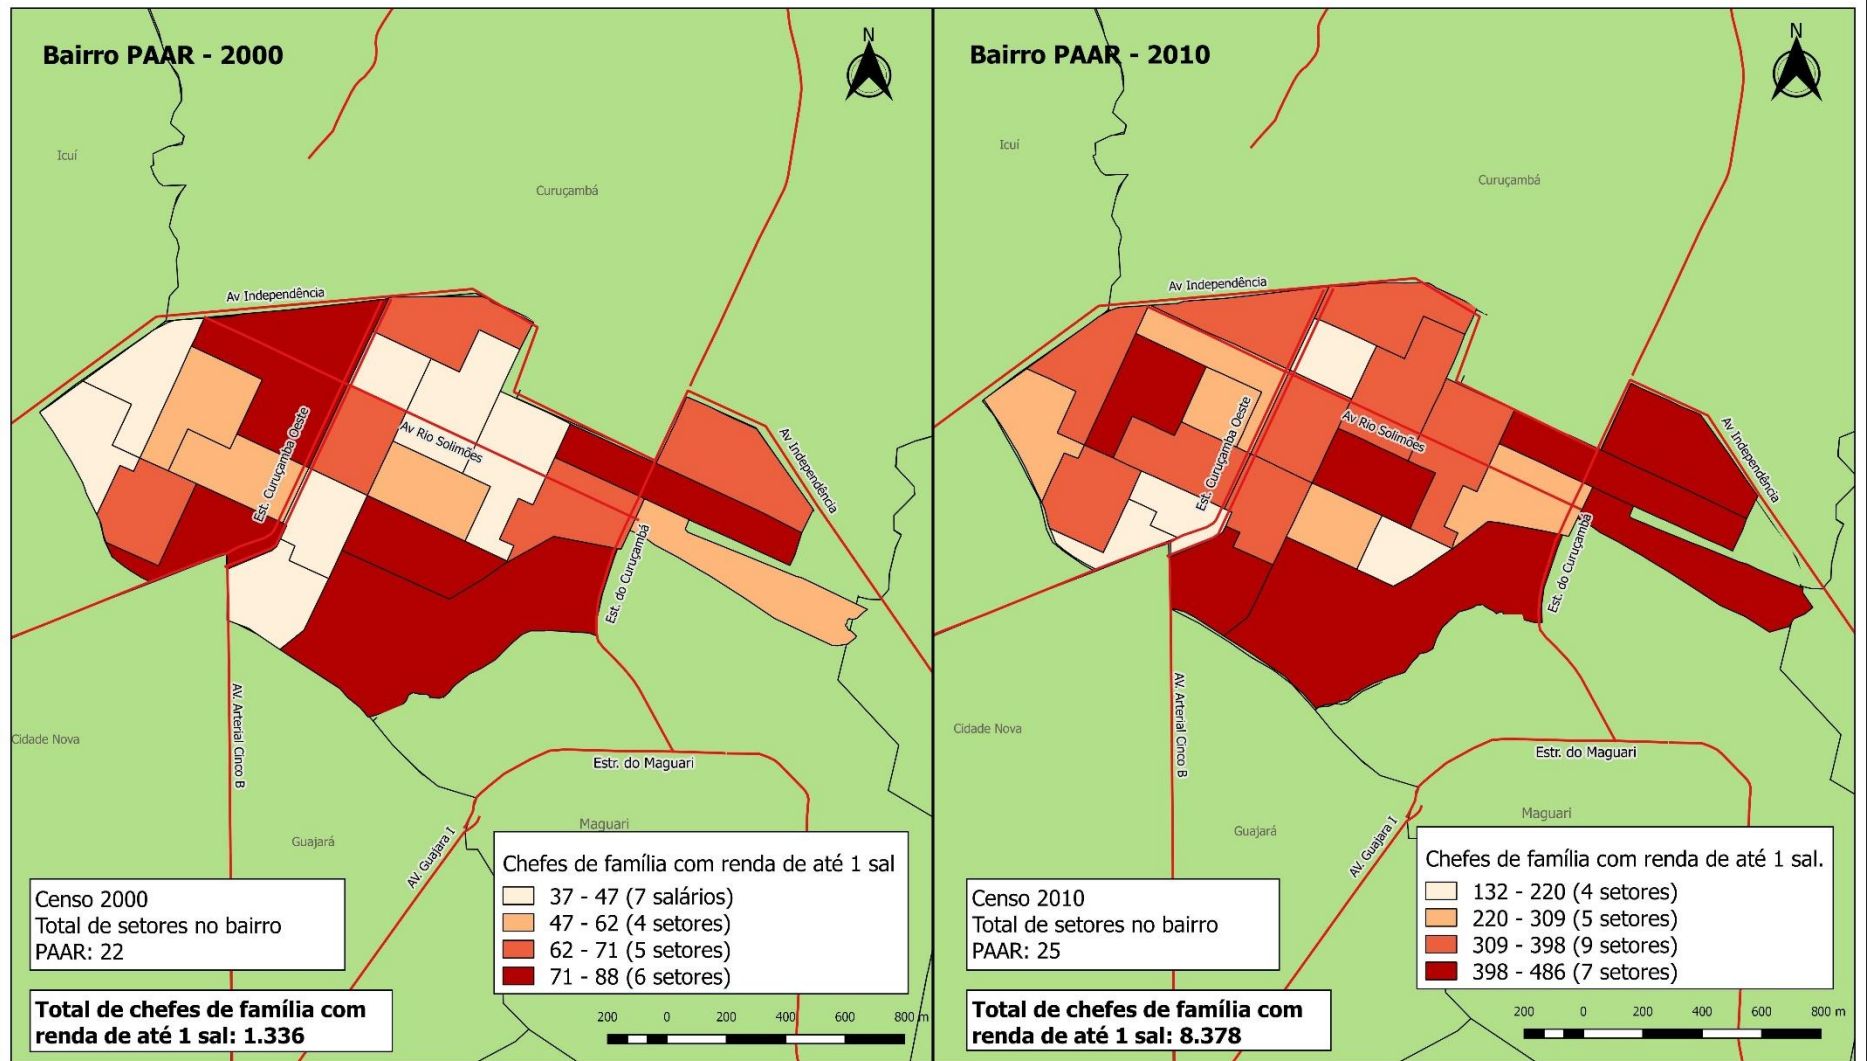 Bairro PAAR - 2000
N
Icuí
Curuçambá
Av Independência
Est. Curuçamba Oeste
Av Rio Solimões
Av Independência
Est. do Curuçambá
Cidade Nova
AV. Arterial Cinco B
Estr. do Maguari
Guajará
Maguari
AV. Guajara I
Chefes de família com renda de até 1 sal
37 - 47 (7 salários)
47 - 62 (4 setores)
62 - 71 (5 setores)
71 - 88 (6 setores)
Censo 2000
Total de setores no bairro
PAAR: 22
Total de chefes de família com
renda de até 1 sal: 1.336
200 0 200 400 600 800 m
Bairro PAAR - 2010
N
Icuí
Curuçambá
Av Independência
Est. Curuçamba Oeste
Av Rio Solimões
Av Independência
Est. do Curuçambá
Cidade Nova
AV. Arterial Cinco B
Estr. do Maguari
Guajará
Maguari
AV. Guajara I
Chefes de família com renda de até 1 sal.
132 - 220 (4 setores)
220 - 309 (5 setores)
309 - 398 (9 setores)
398 - 486 (7 setores)
Censo 2010
Total de setores no bairro
PAAR: 25
Total de chefes de família com
renda de até 1 sal: 8.378
200 0 200 400 600 800 m